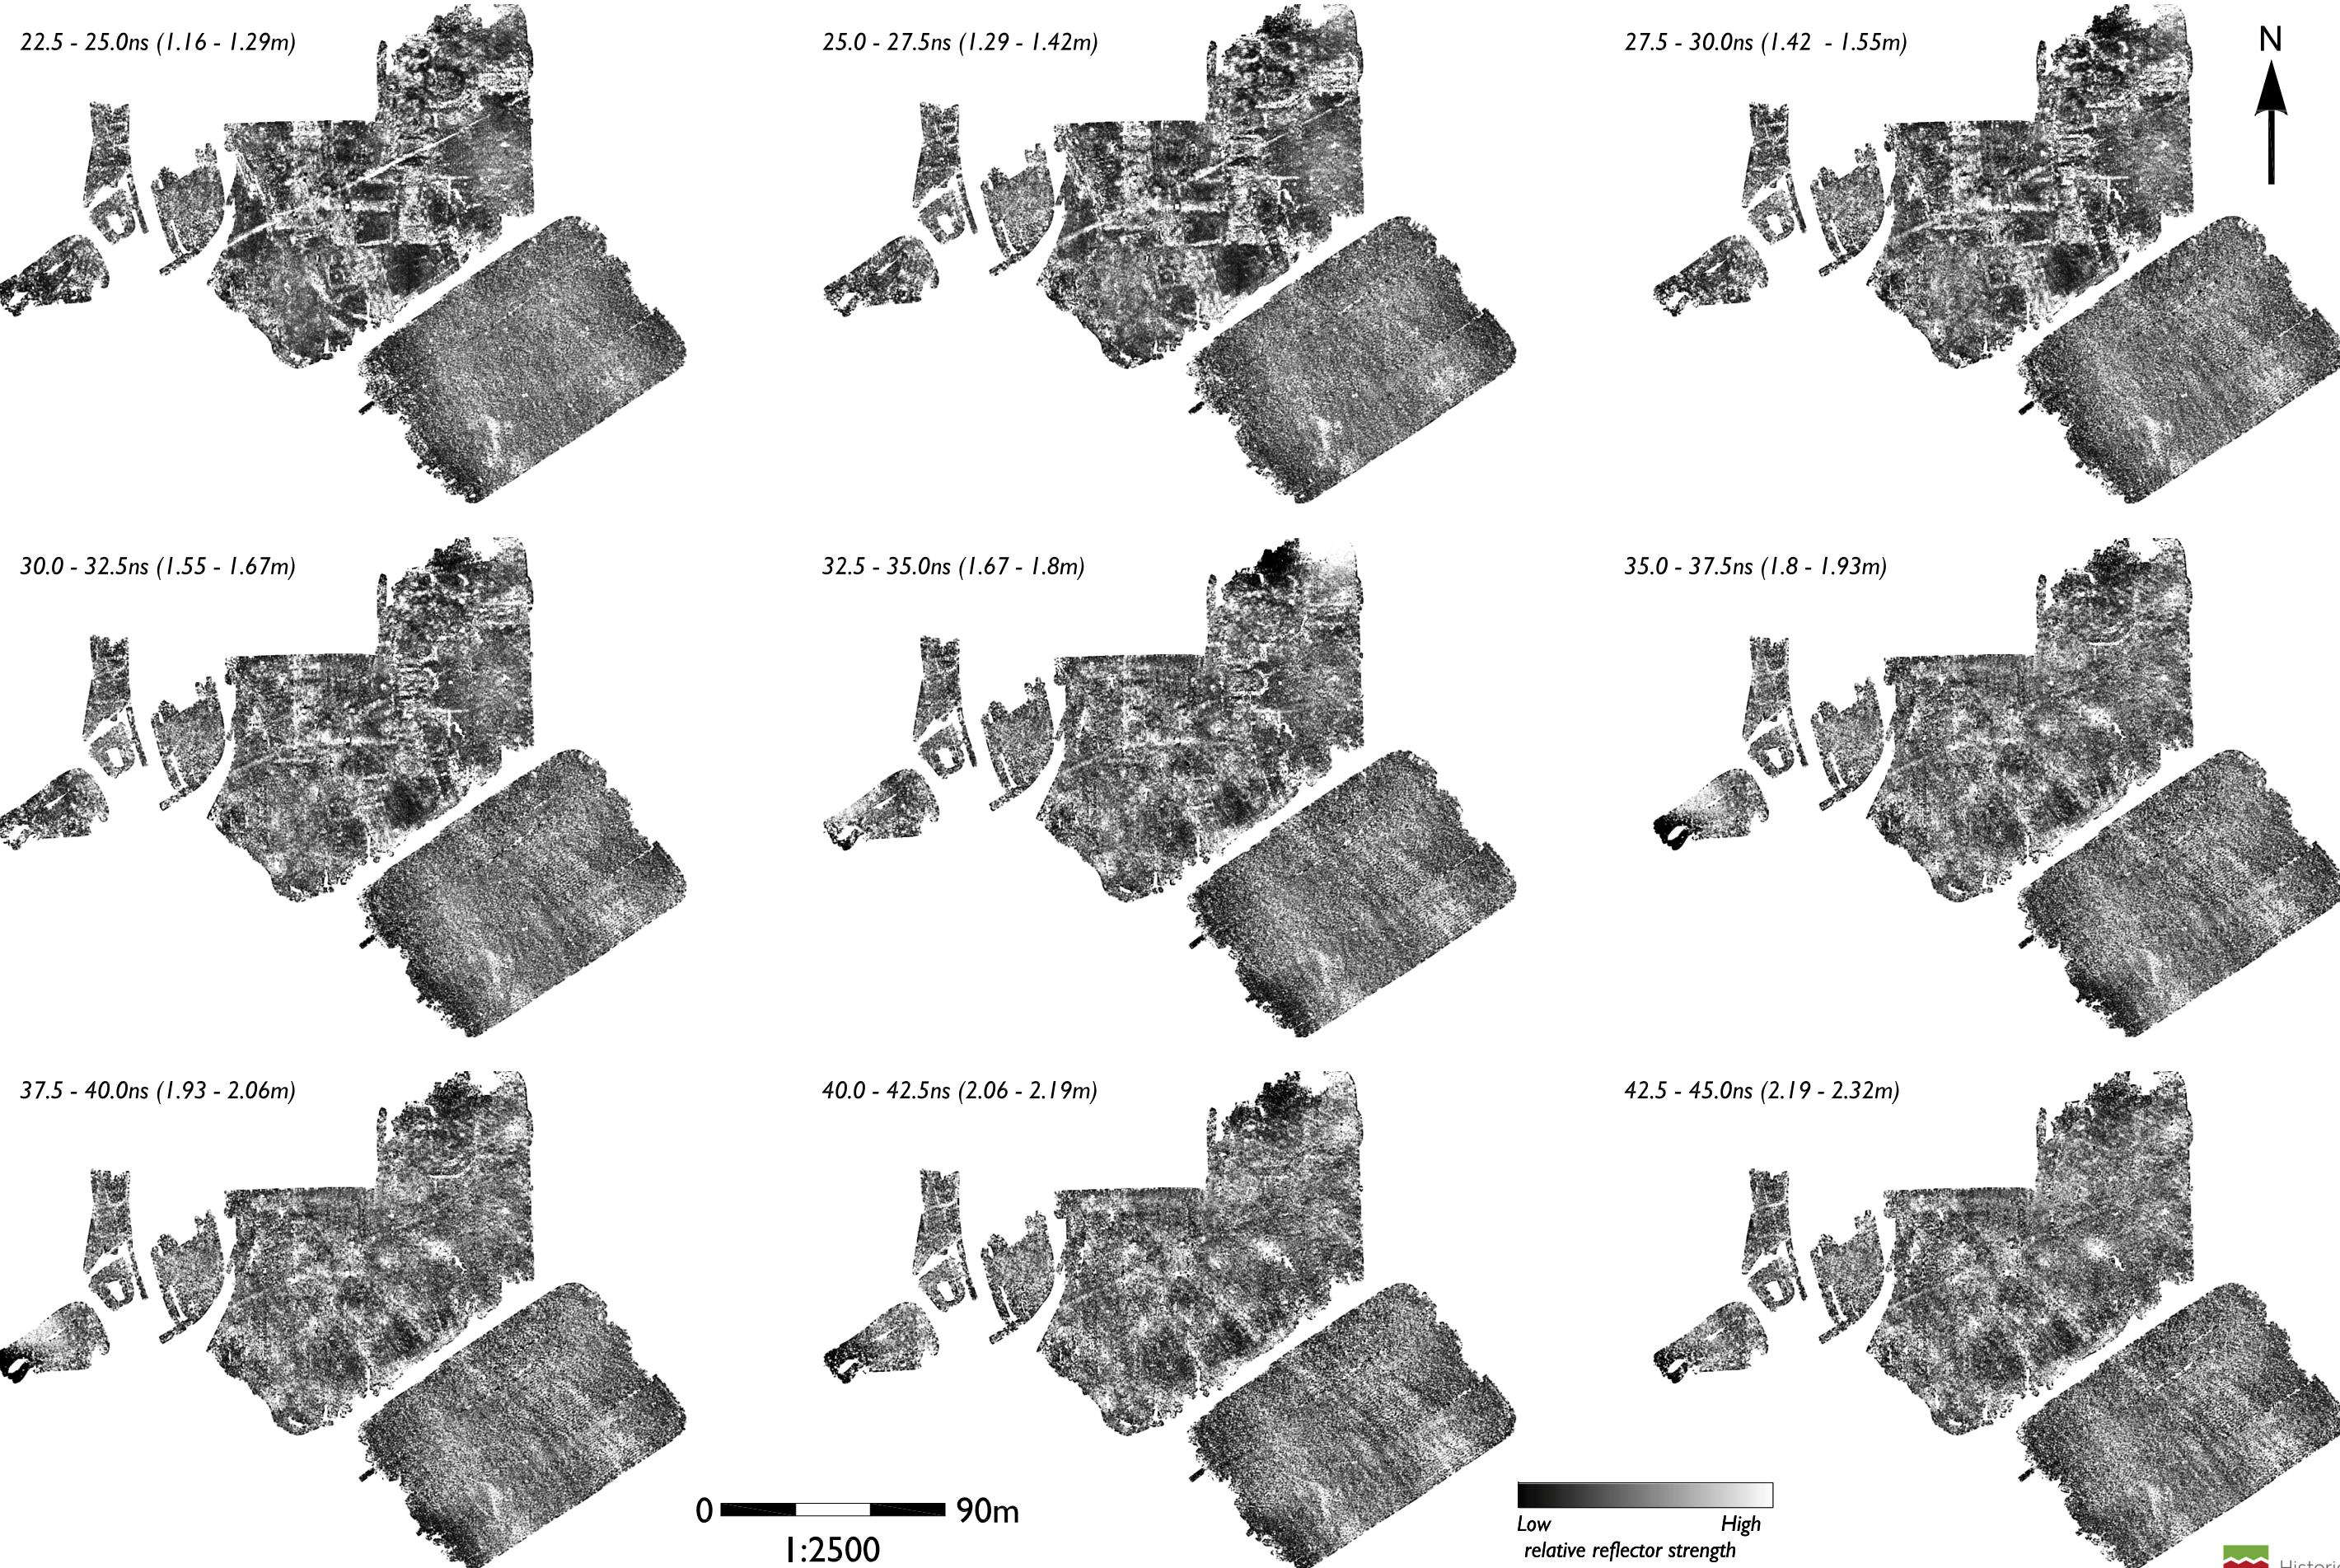 22.5 - 25.0ns (1.16 - 1.29m)
25.0 - 27.5ns (1.29 - 1.42m)
27.5 - 30.0ns (1.42 - 1.55m)
N
30.0 - 32.5ns (1.55 - 1.67m)
32.5 - 35.0ns (1.67 - 1.8m)
35.0 - 37.5ns (1.8 - 1.93m)
37.5 - 40.0ns (1.93 - 2.06m)
40.0 - 42.5ns (2.06 - 2.19m)
42.5 - 45.0ns (2.19 - 2.32m)
0 90m
1:2500
Low High
relative reflector strength